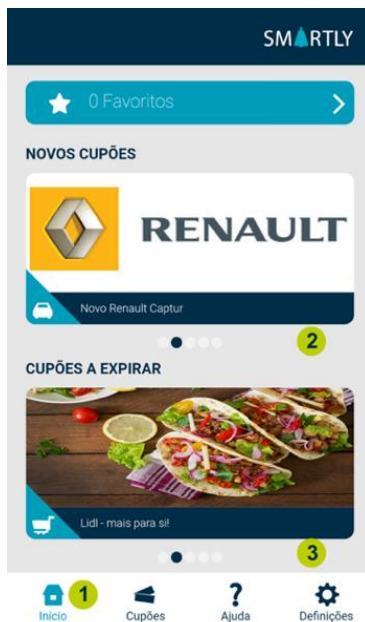 SMARTLY
0 Favoritos
NOVOS CUPÕES
RENAULT
Novo Renault Captur
2
CUPÕES A EXPIRAR
Lidl - mais para si!
3
1
Início Cupões ? Ajuda Definições